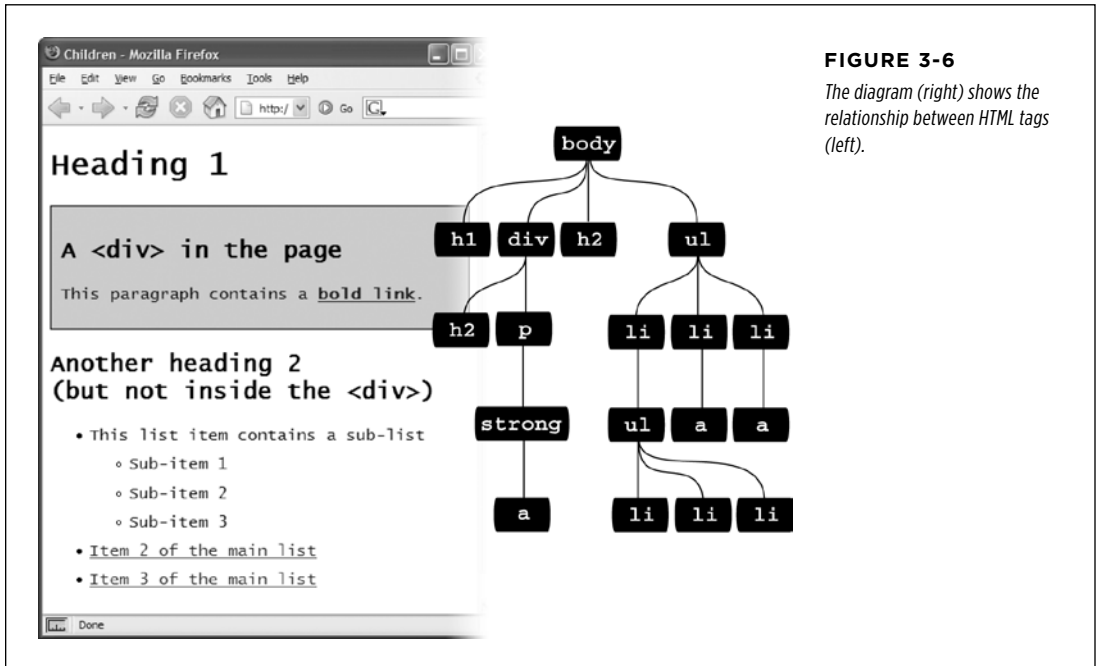 Children - Mozilla Firefox
File Edit View Go Bookmarks Tools Help
http:/ Go G
Heading 1
A <div> in the page
This paragraph contains a bold link.
Another heading 2
(but not inside the <div>)
• This list item contains a sub-list
◦ Sub-item 1
◦ Sub-item 2
◦ Sub-item 3
• Item 2 of the main list
• Item 3 of the main list
Done
body
h1 div h2 ul
h2 p li li li
strong ul a a
a li li li
FIGURE 3-6
The diagram (right) shows the
relationship between HTML tags
(left).